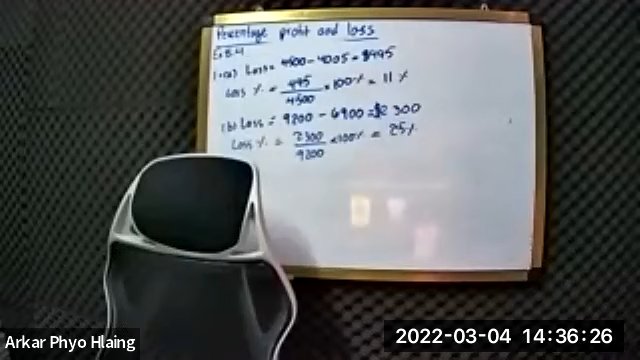 Percentage profit and loss
Ex 8.4
1.(a) Loss = 4500 - 4005 = $495
Loss % = 495/4500 × 100% = 11 %
(b) Loss = 9200 - 6900 = $2300
Loss % = 2300/9200 × 100% = 25%
Arkar Phyo Hlaing
2022-03-04 14:36:26